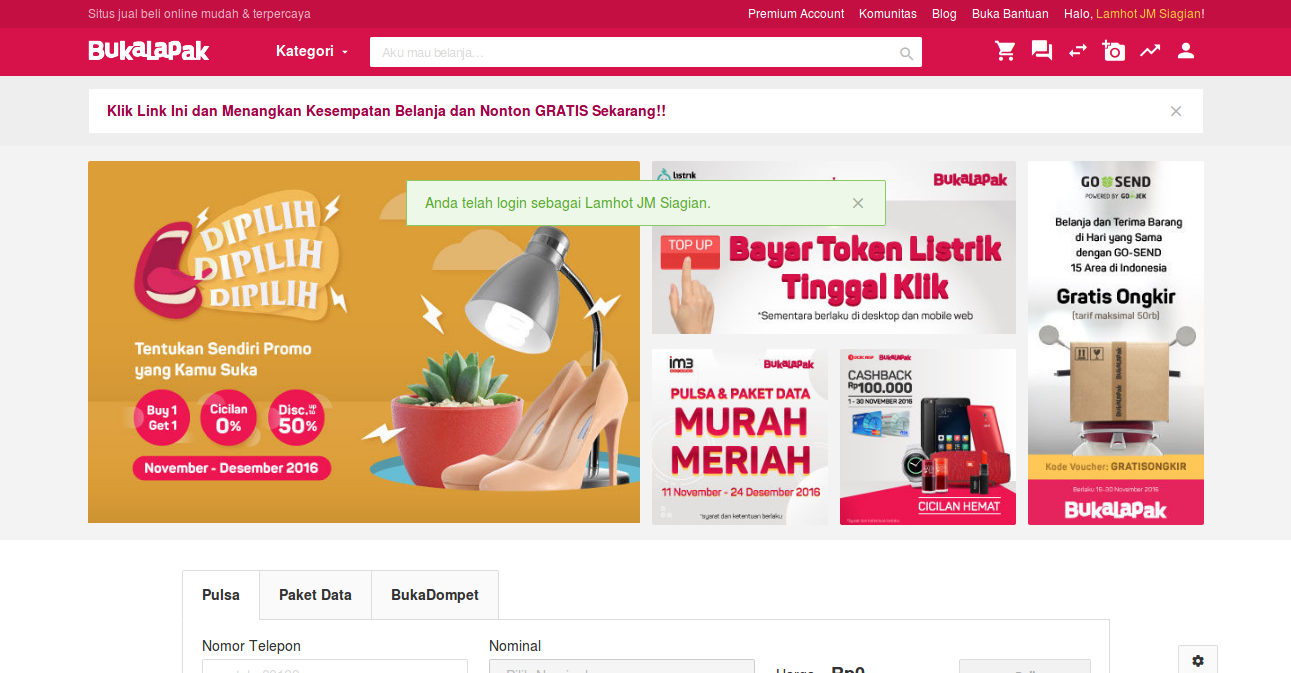 Situs jual beli online mudah & terpercaya
Premium Account Komunitas Blog Buka Bantuan Halo, Lamhot JM Siagian!
BukaLapak Kategori Aku mau belanja...
Klik Link Ini dan Menangkan Kesempatan Belanja dan Nonton GRATIS Sekarang!!
Anda telah login sebagai Lamhot JM Siagian.
DIPILIH
DIPILIH
DIPILIH
Tentukan Sendiri Promo
yang Kamu Suka
Buy 1
Get 1
Cicilan
0%
Disc. up to
50%
November - Desember 2016
listrik
BukaLapak
TOP UP
Bayar Token Listrik
Tinggal Klik
*Sementara berlaku di desktop dan mobile web
im3
BukaLapak
PULSA & PAKET DATA
MURAH
MERIAH
11 November - 24 Desember 2016
*syarat dan ketentuan berlaku
BukaLapak
CASHBACK
Rp100.000
1 - 30 NOVEMBER 2016
CICILAN HEMAT
*syarat dan ketentuan berlaku
GO SEND
POWERED BY GO JEK
Belanja dan Terima Barang
di Hari yang Sama
dengan GO-SEND
15 Area di Indonesia
Gratis Ongkir
(tarif maksimal 50rb)
Kode Voucher: GRATISONGKIR
Berlaku 16-30 November 2016
BukaLapak
Pulsa Paket Data BukaDompet
Nomor Telepon Nominal
Harga Rp0